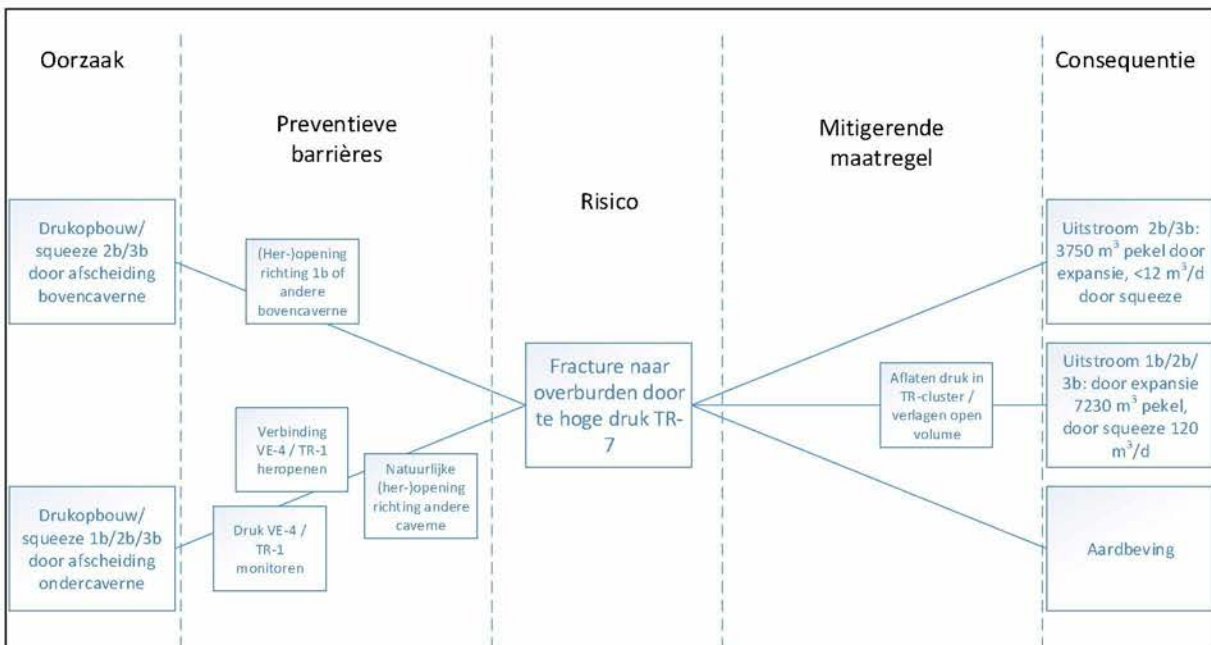 Oorzaak
Consequentie
Preventieve
barrières
Mitigerende
maatregel
Risico
Drukopbouw/
squeeze 2b/3b
door afscheiding
bovencaverne
(Her-)opening
richting 1b of
andere
bovencaverne
Uitstroom 2b/3b:
3750 m³ pekel door
expansie, <12 m³/d
door squeeze
Fracture naar
overburden door
te hoge druk TR-
7
Aflaten druk in
TR-cluster /
verlagen open
volume
Uitstroom 1b/2b/
3b: door expansie
7230 m³ pekel,
door squeeze 120
m³/d
Verbinding
VE-4 / TR-1
heropenen
Natuurlijke
(her-)opening
richting andere
caverne
Drukopbouw/
squeeze 1b/2b/3b
door afscheiding
ondercaverne
Druk VE-4 /
TR-1
monitoren
Aardbeving